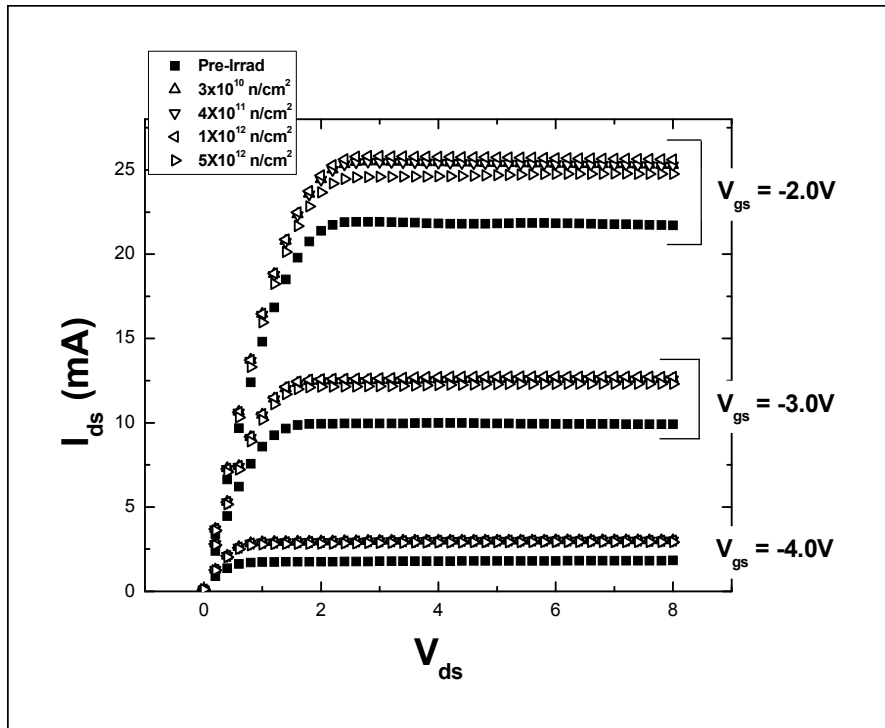 Pre-Irrad
3x10^10 n/cm^2
4X10^11 n/cm^2
1X10^12 n/cm^2
5X10^12 n/cm^2
25
20
15
10
5
0
I_ds (mA)
0 2 4 6 8
V_ds
V_gs = -2.0V
V_gs = -3.0V
V_gs = -4.0V